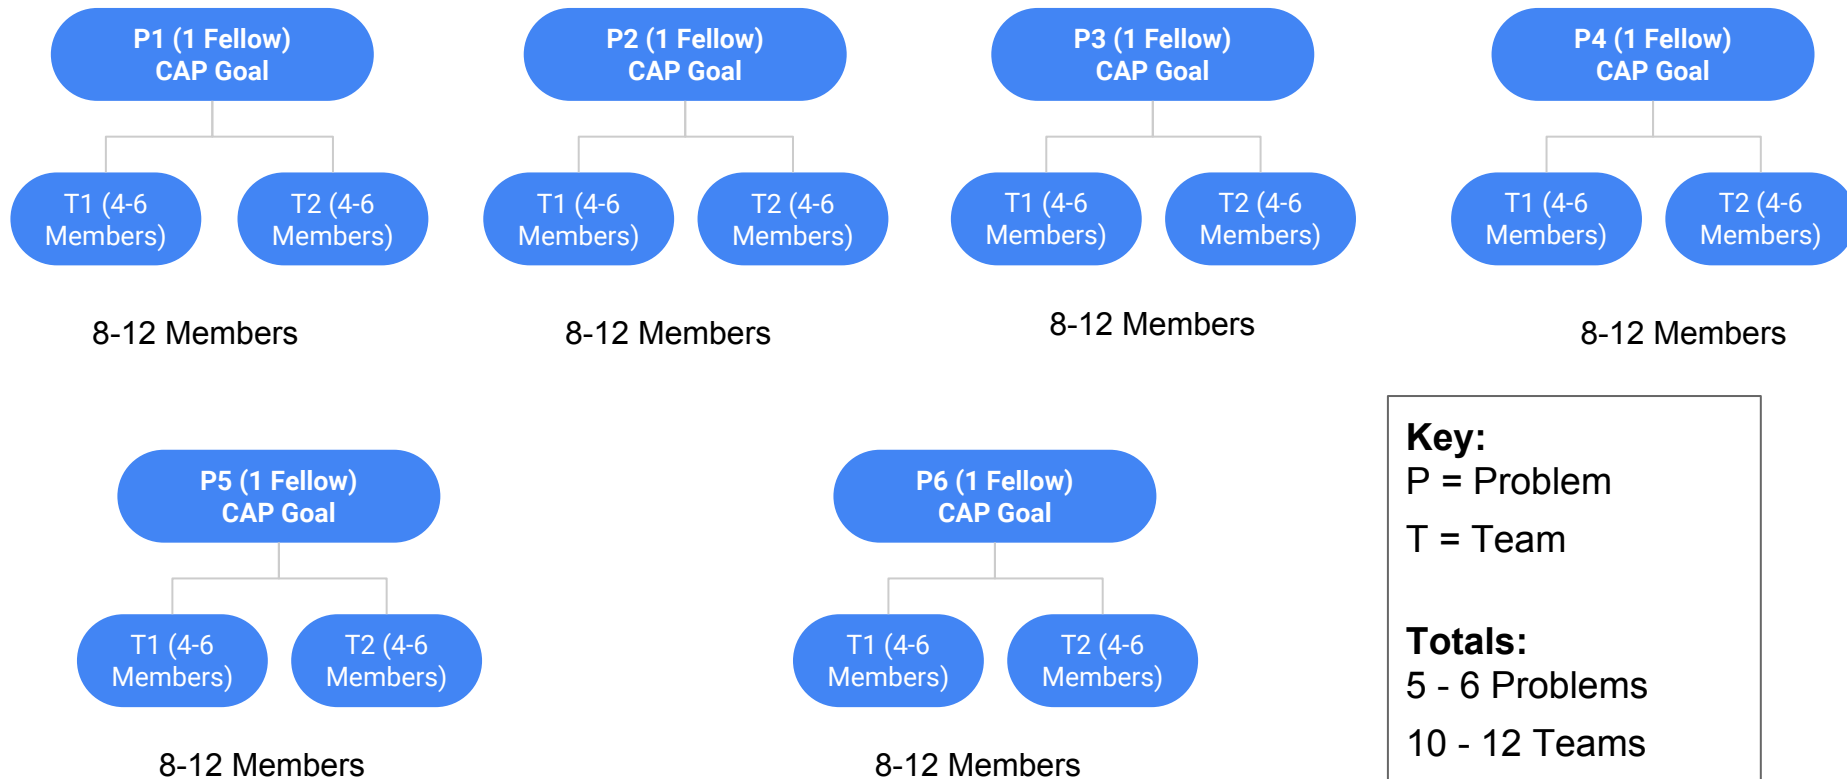 P1 (1 Fellow)
CAP Goal
T1 (4-6
Members)
T2 (4-6
Members)
8-12 Members
P2 (1 Fellow)
CAP Goal
T1 (4-6
Members)
T2 (4-6
Members)
8-12 Members
P3 (1 Fellow)
CAP Goal
T1 (4-6
Members)
T2 (4-6
Members)
8-12 Members
P4 (1 Fellow)
CAP Goal
T1 (4-6
Members)
T2 (4-6
Members)
8-12 Members
P5 (1 Fellow)
CAP Goal
T1 (4-6
Members)
T2 (4-6
Members)
8-12 Members
P6 (1 Fellow)
CAP Goal
T1 (4-6
Members)
T2 (4-6
Members)
8-12 Members
Key:
P = Problem
T = Team
Totals:
5 - 6 Problems
10 - 12 Teams